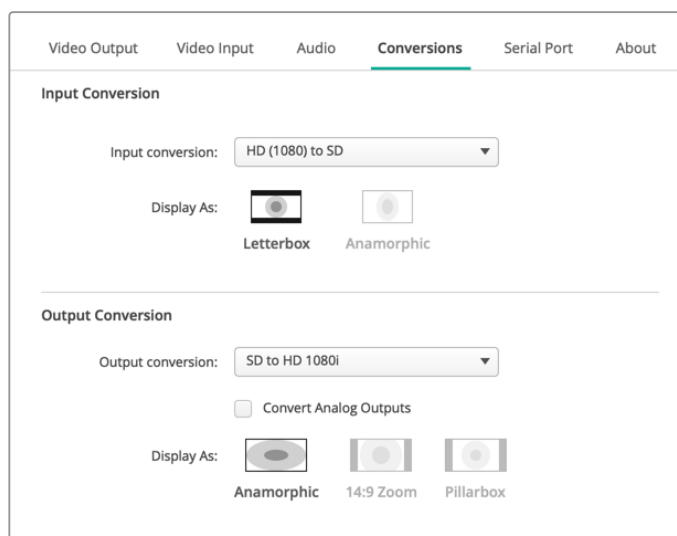 Video Output Video Input Audio Conversions Serial Port About
Input Conversion
Input conversion: HD (1080) to SD
Display As:
Letterbox Anamorphic
Output Conversion
Output conversion: SD to HD 1080i
Convert Analog Outputs
Display As:
Anamorphic 14:9 Zoom Pillarbox